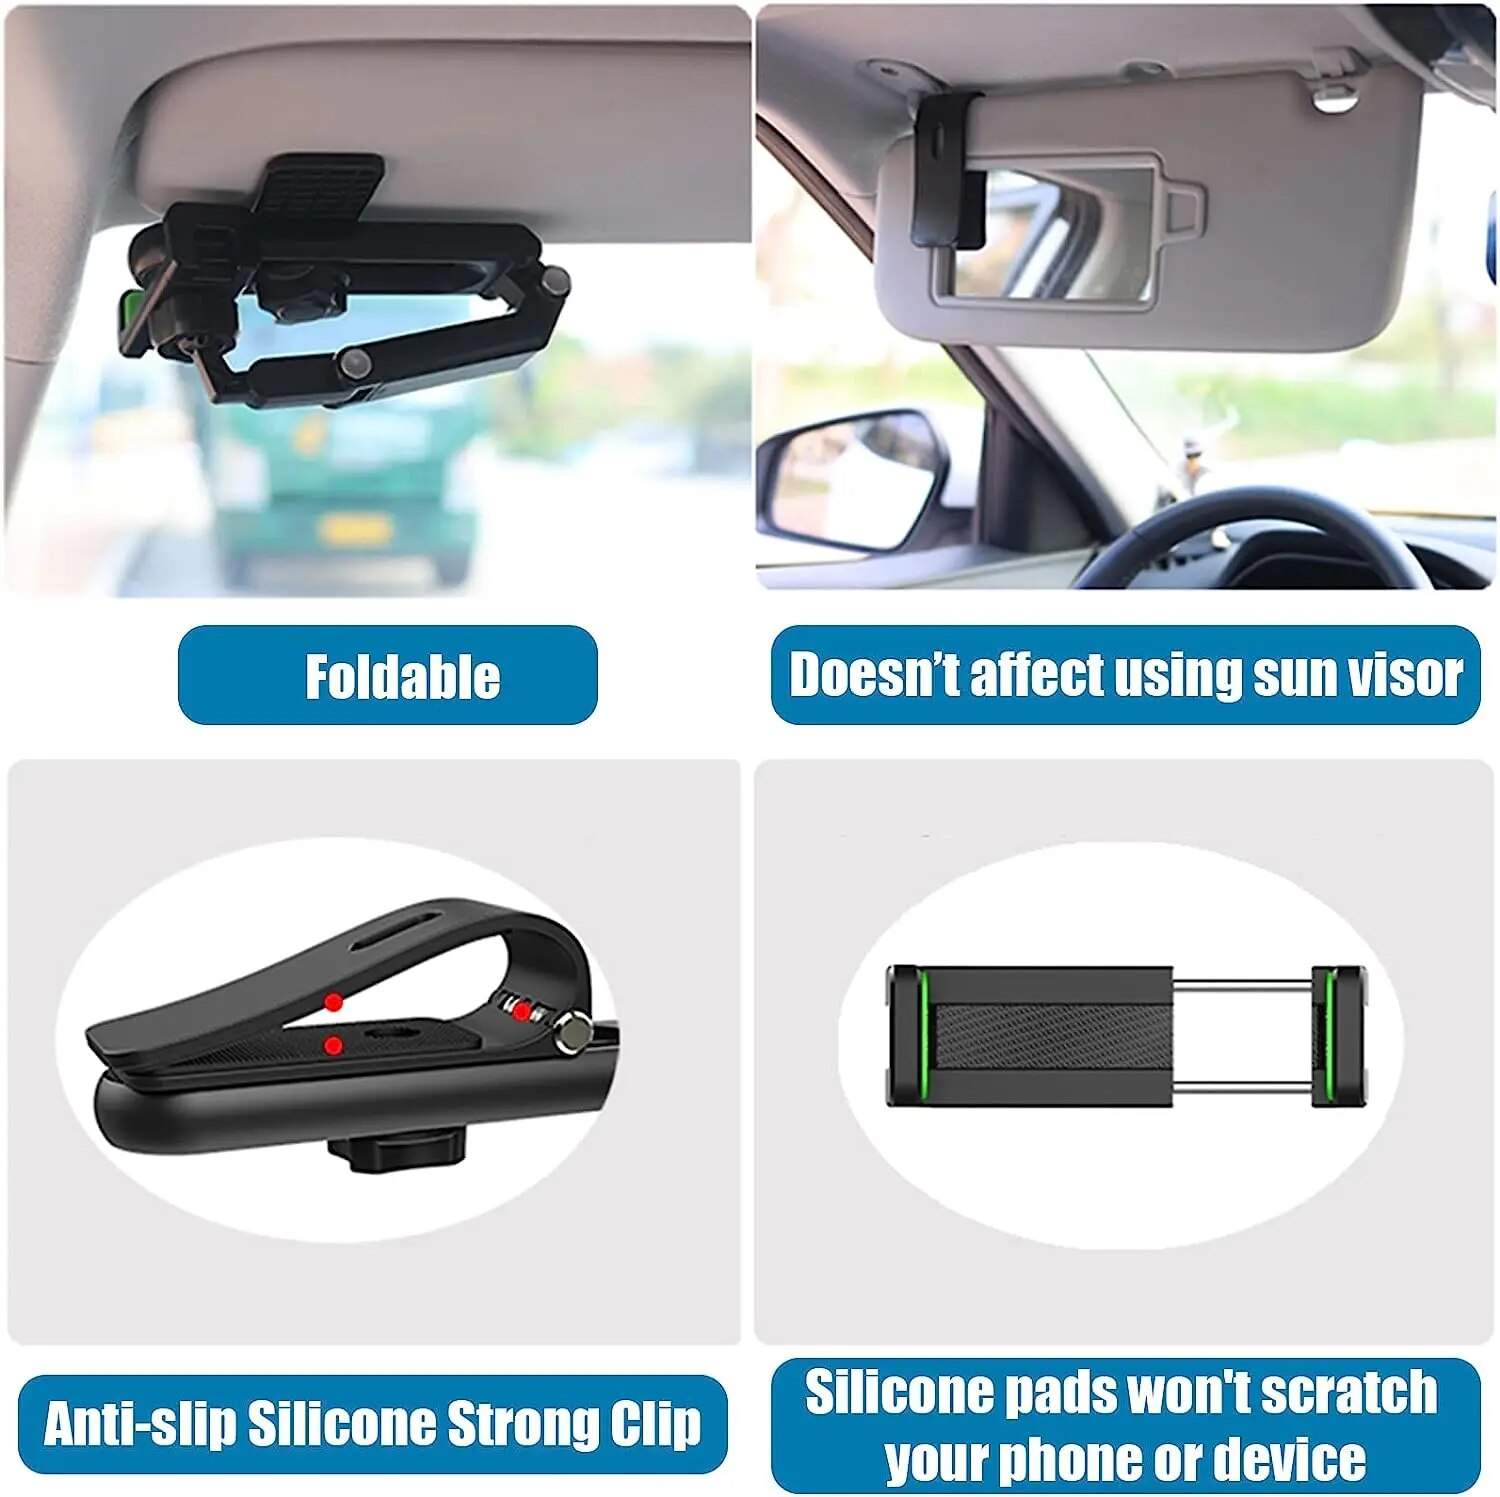 Foldable
Doesn’t affect using sun visor
Anti-slip Silicone Strong Clip
Silicone pads won't scratch
your phone or device